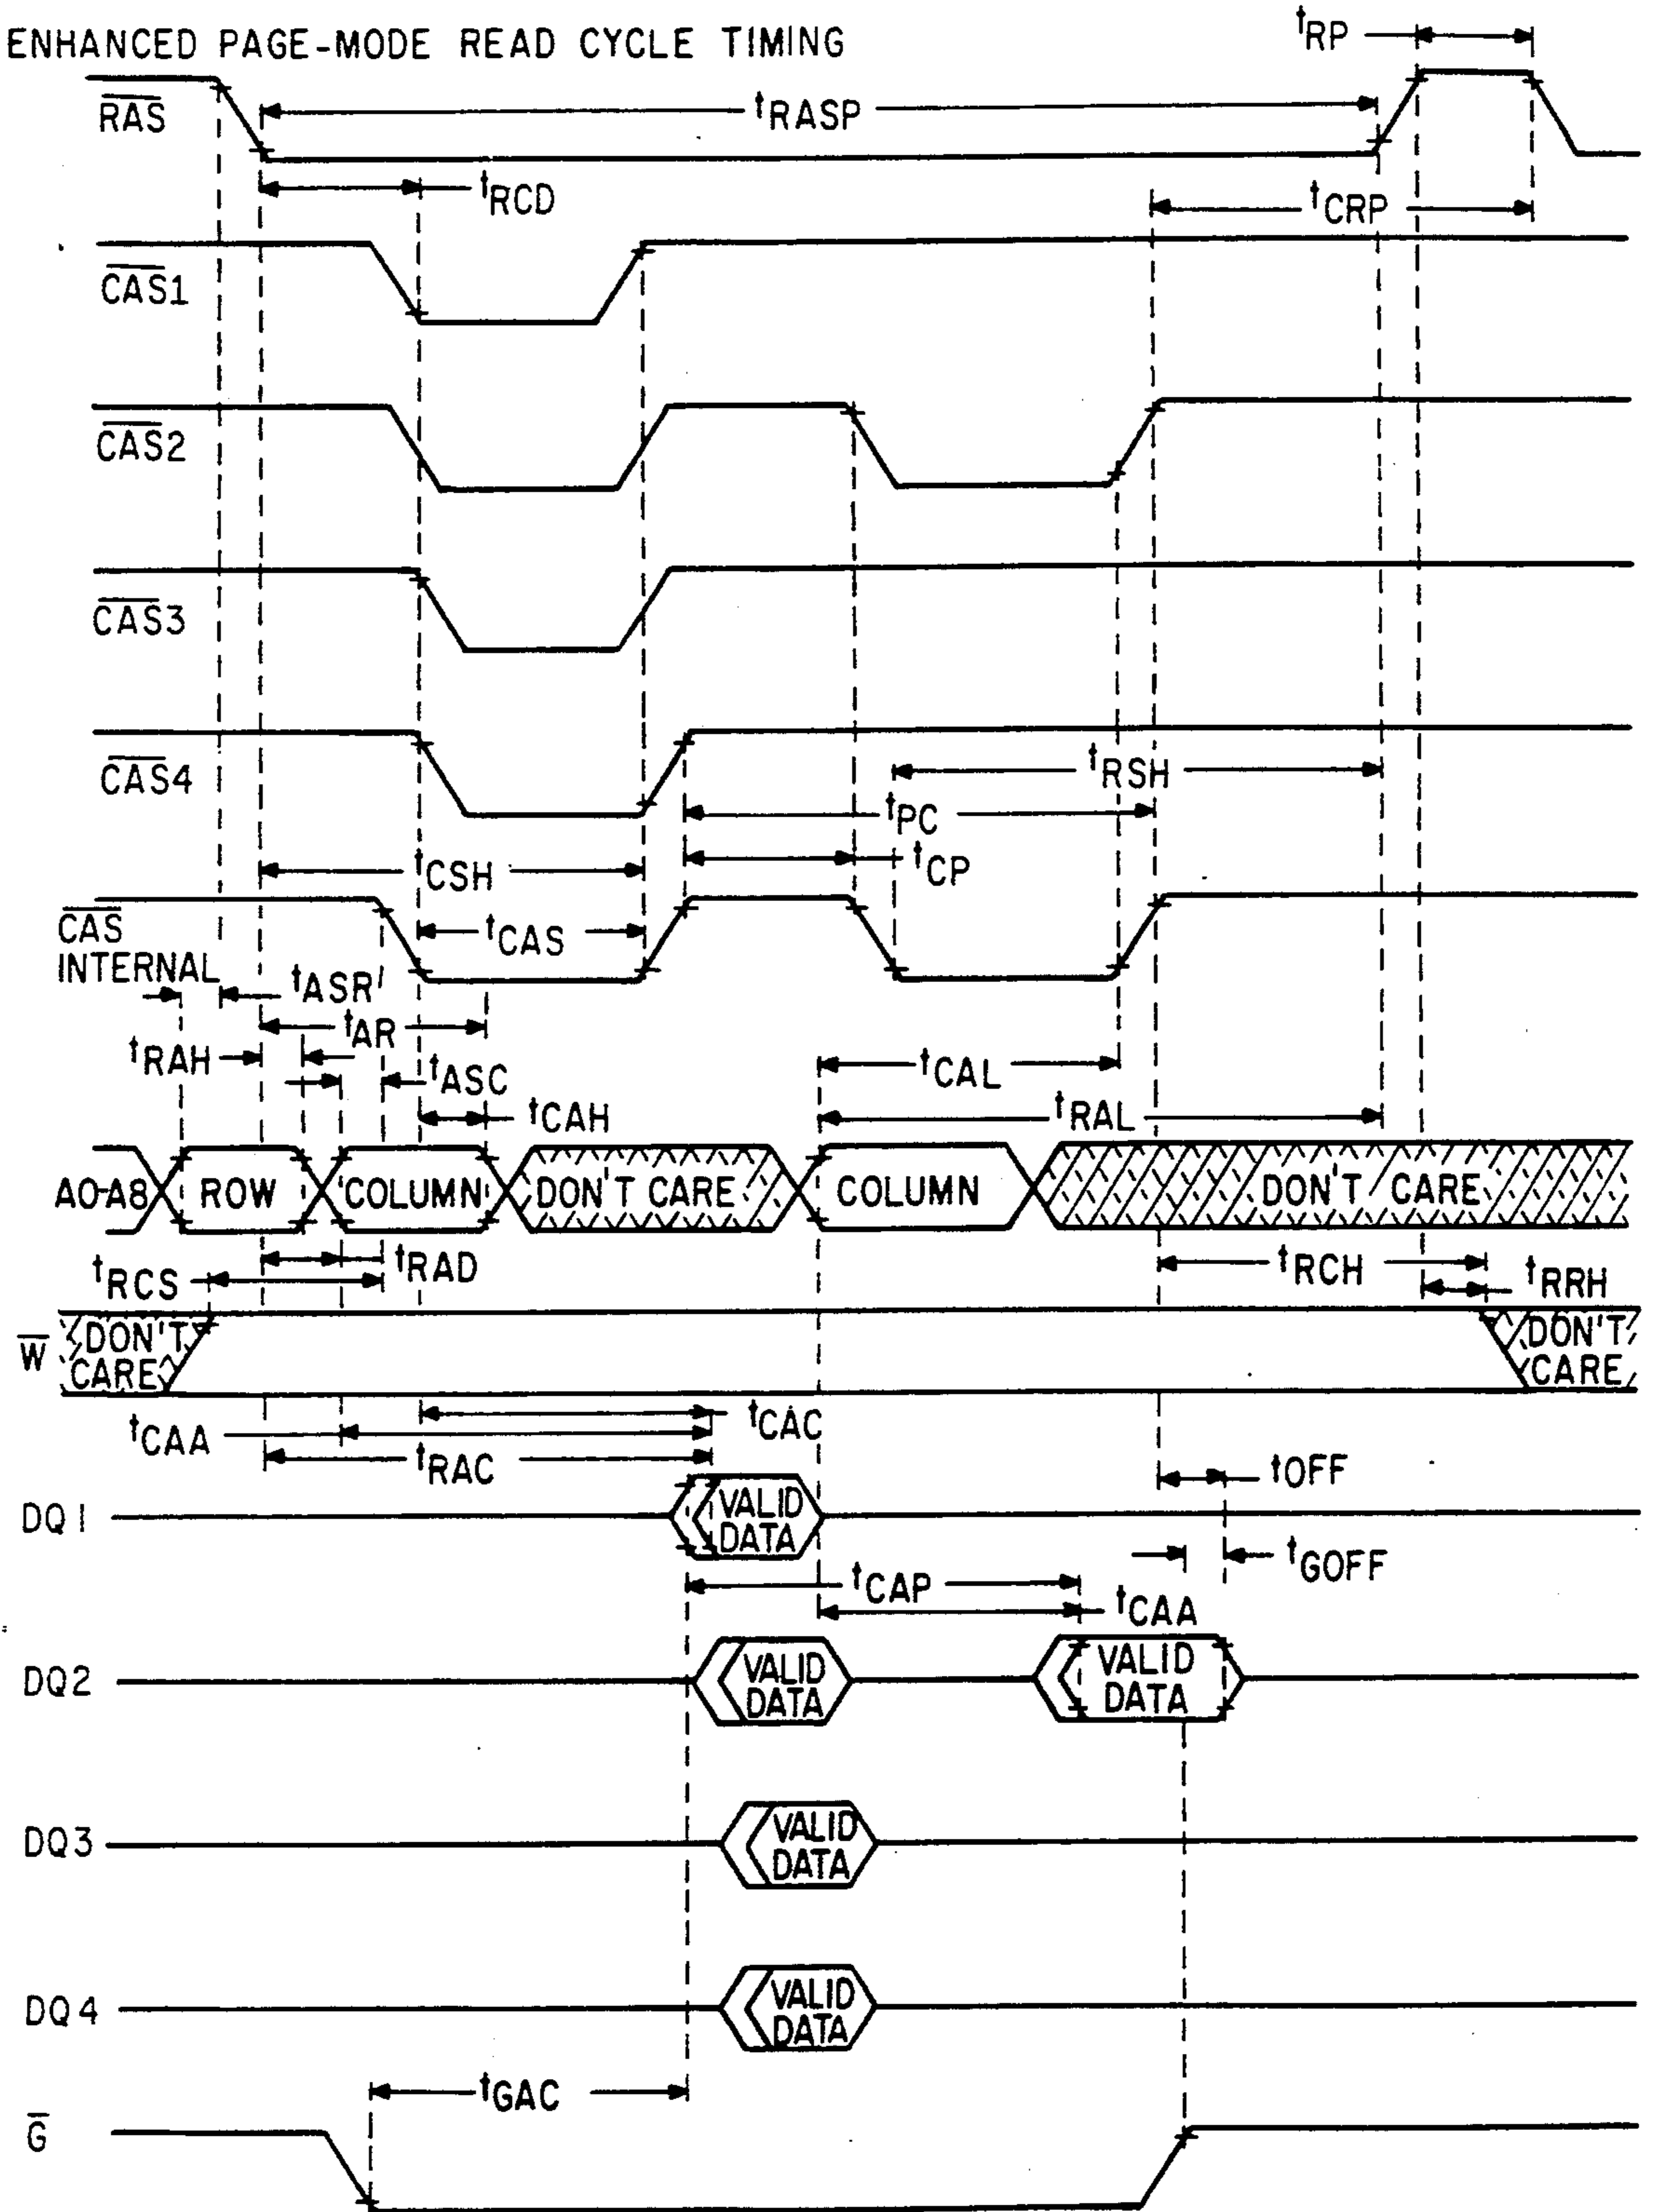 ENHANCED PAGE-MODE READ CYCLE TIMING
tRP
RAS
tRASP
tRCD
tCRP
CAS1
CAS2
CAS3
CAS4
tRSH
tPC
tCSH
tCP
CAS
INTERNAL
tCAS
tASR'
tAR
tRAH
tASC
tCAL
tCAH
tRAL
A0-A8
ROW
COLUMN
DON'T CARE
COLUMN
DON'T CARE
tRCS
tRAD
tRCH
tRRH
W
DON'T
CARE
DON'T
CARE
tCAA
tCAC
tRAC
tOFF
DQ1
VALID
DATA
tGOFF
tCAP
tCAA
DQ2
VALID
DATA
VALID
DATA
DQ3
VALID
DATA
DQ4
VALID
DATA
tGAC
G